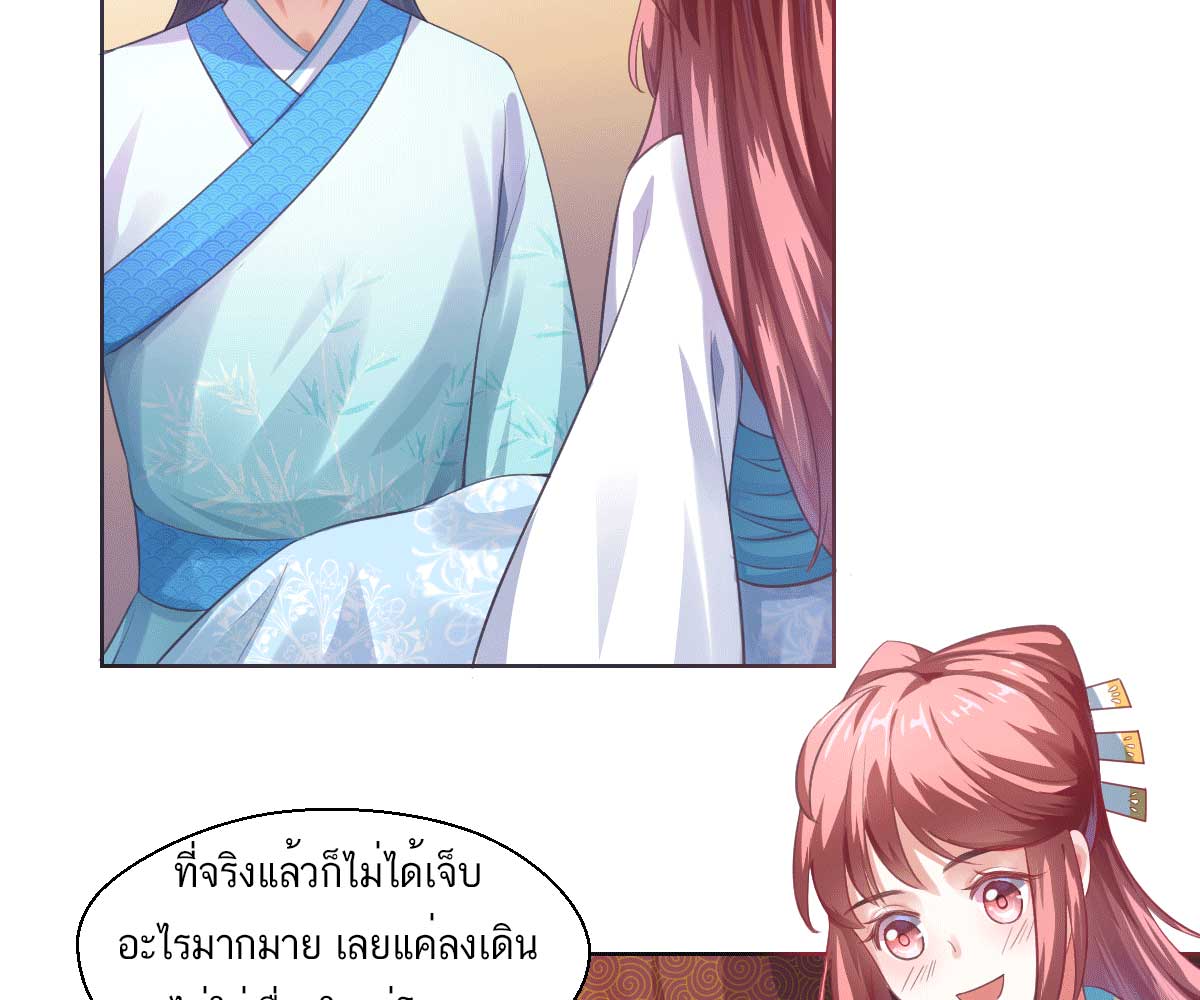 ที่จริงแล้วก็ไม่ได้เจ็บ
อะไรมากมาย เลยแค่ลงเดิน